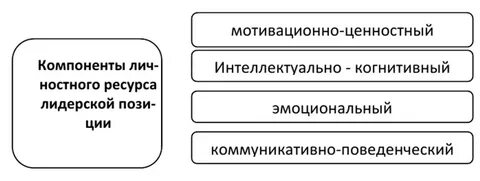 Компоненты лич-
ностного ресурса
лидерской пози-
ции
мотивационно-ценностный
Интеллектуально - когнитивный
эмоциональный
коммуникативно-поведенческий